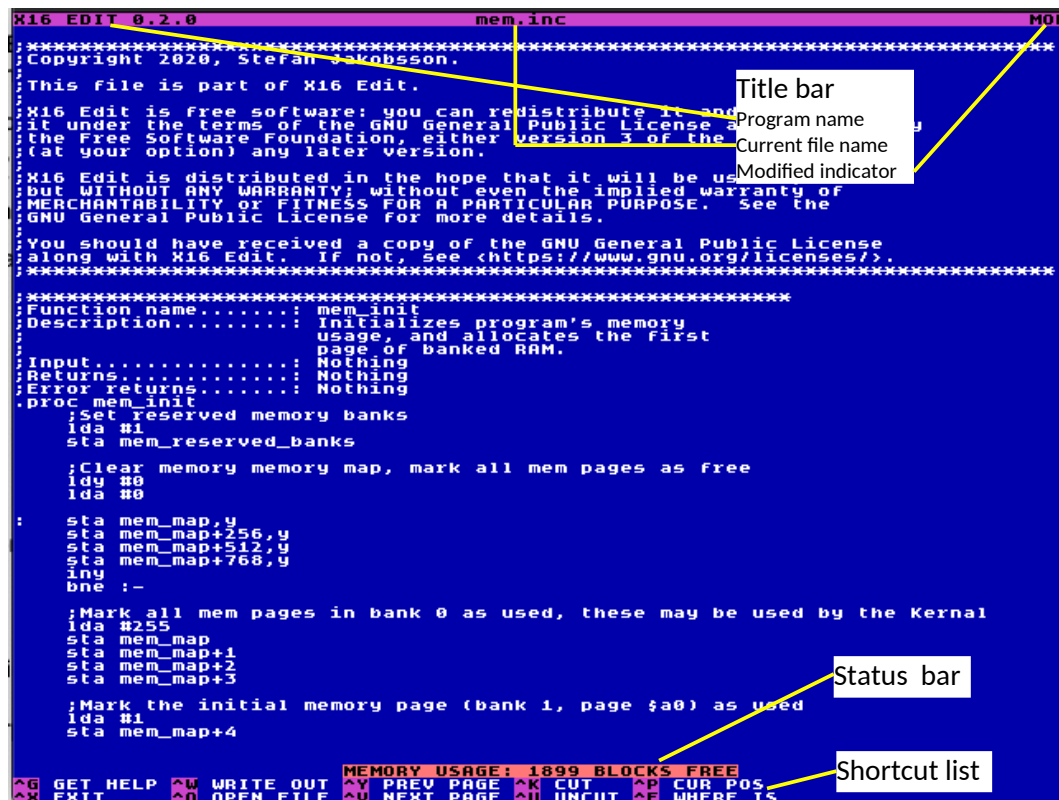 X16 EDIT 0.2.0 mem.inc MO
;******************************************************************************
;Copyright 2020, Stefan Jakobsson.
;
;This file is part of X16 Edit.
;
;X16 Edit is free software: you can redistribute it and
;it under the terms of the GNU General Public License a y
;the Free Software Foundation, either version 3 of the
;(at your option) any later version.
;
;X16 Edit is distributed in the hope that it will be us
;but WITHOUT ANY WARRANTY; without even the implied warranty of
;MERCHANTABILITY or FITNESS FOR A PARTICULAR PURPOSE.  See the
;GNU General Public License for more details.
;
;You should have received a copy of the GNU General Public License
;along with X16 Edit.  If not, see <https://www.gnu.org/licenses/>.
;******************************************************************************
Title bar
Program name
Current file name
Modified indicator
;**********************************************************
;Function name.......: mem_init
;Description.........: Initializes program's memory
;                      usage, and allocates the first
;                      page of banked RAM.
;Input...............: Nothing
;Returns.............: Nothing
;Error returns.......: Nothing
.proc mem_init
    ;Set reserved memory banks
    lda #1
    sta mem_reserved_banks
    ;Clear memory memory map, mark all mem pages as free
    ldy #0
    lda #0
:   sta mem_map,y
    sta mem_map+256,y
    sta mem_map+512,y
    sta mem_map+768,y
    iny
    bne :-
    ;Mark all mem pages in bank 0 as used, these may be used by the Kernal
    lda #255
    sta mem_map
    sta mem_map+1
    sta mem_map+2
    sta mem_map+3
    ;Mark the initial memory page (bank 1, page $a0) as used
    lda #1
    sta mem_map+4
Status bar
MEMORY USAGE: 1899 BLOCKS FREE
Shortcut list
^G GET HELP ^W WRITE OUT ^Y PREV PAGE ^K CUT ^P CUR POS
^X EXIT ^O OPEN FILE ^V NEXT PAGE ^U UNCUT ^F WHERE IS